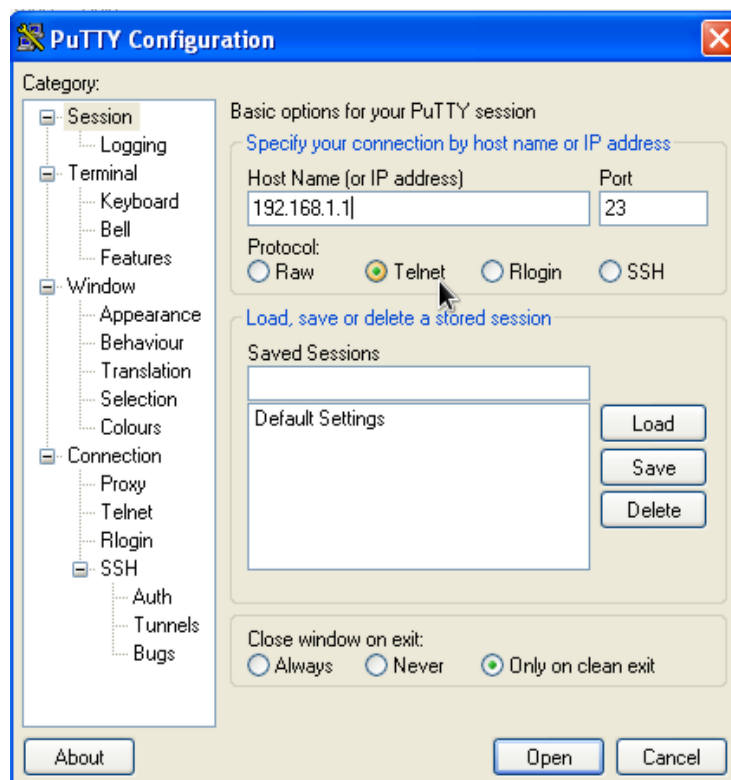 PuTTY Configuration
Category:
Session
Logging
Terminal
Keyboard
Bell
Features
Window
Appearance
Behaviour
Translation
Selection
Colours
Connection
Proxy
Telnet
Rlogin
SSH
Auth
Tunnels
Bugs
Basic options for your PuTTY session
Specify your connection by host name or IP address
Host Name (or IP address) Port
192.168.1.1 23
Protocol:
Raw Telnet Rlogin SSH
Load, save or delete a stored session
Saved Sessions
Default Settings
Load
Save
Delete
Close window on exit:
Always Never Only on clean exit
About Open Cancel